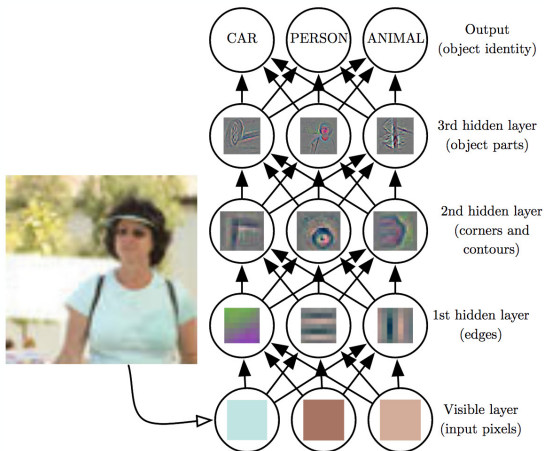 CAR PERSON ANIMAL
Output
(object identity)
3rd hidden layer
(object parts)
2nd hidden layer
(corners and
contours)
1st hidden layer
(edges)
Visible layer
(input pixels)